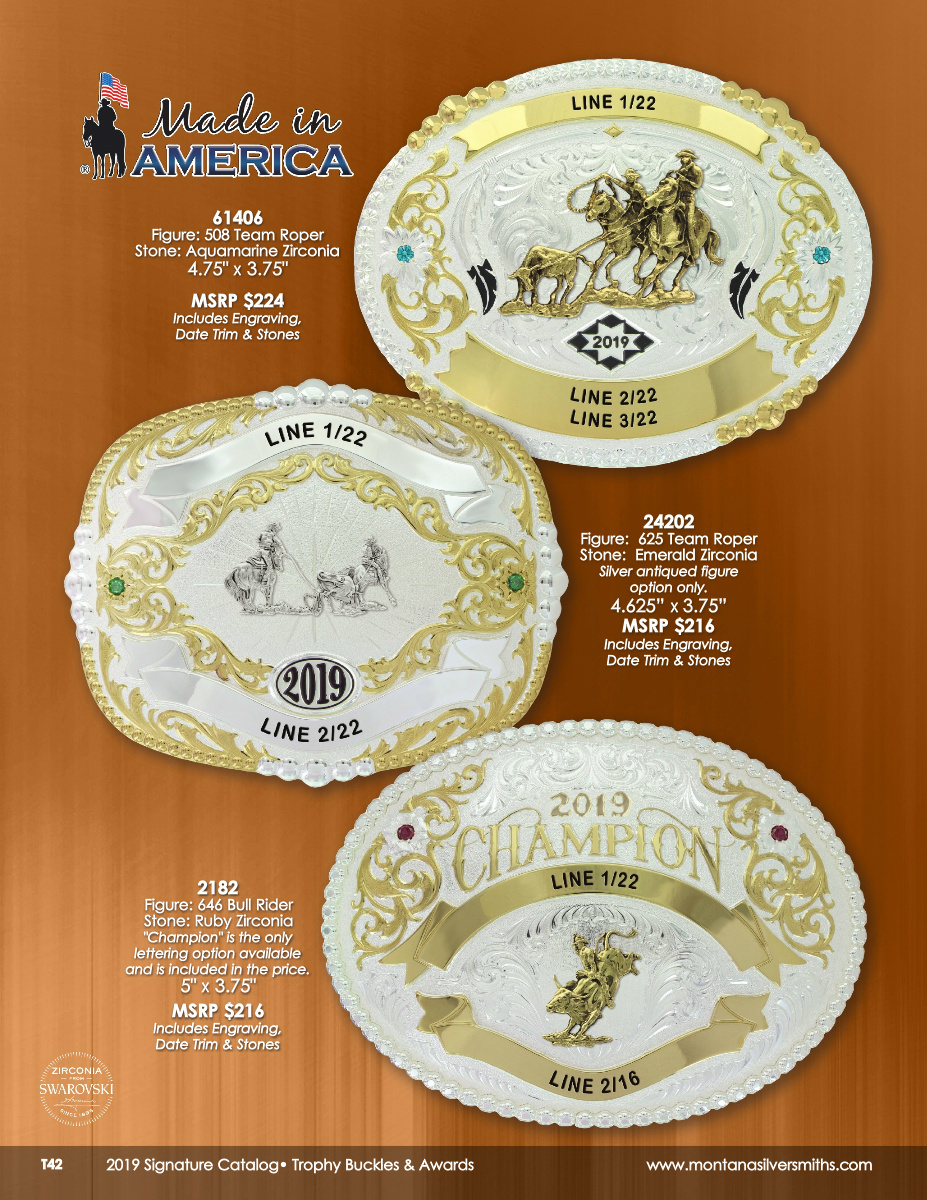 Made in
AMERICA
®
61406
Figure: 508 Team Roper
Stone: Aquamarine Zirconia
4.75" x 3.75"
MSRP $224
Includes Engraving,
Date Trim & Stones
LINE 1/22
2019
LINE 2/22
LINE 3/22
LINE 1/22
2019
LINE 2/22
24202
Figure:  625 Team Roper
Stone:  Emerald Zirconia
Silver antiqued figure
option only.
4.625" x 3.75"
MSRP $216
Includes Engraving,
Date Trim & Stones
2019
CHAMPION
LINE 1/22
LINE 2/16
2182
Figure: 646 Bull Rider
Stone: Ruby Zirconia
"Champion" is the only
lettering option available
and is included in the price.
5" x 3.75"
MSRP $216
Includes Engraving,
Date Trim & Stones
ZIRCONIA
FROM
SWAROVSKI
SINCE 1895
T42
2019 Signature Catalog• Trophy Buckles & Awards
www.montanasilversmiths.com